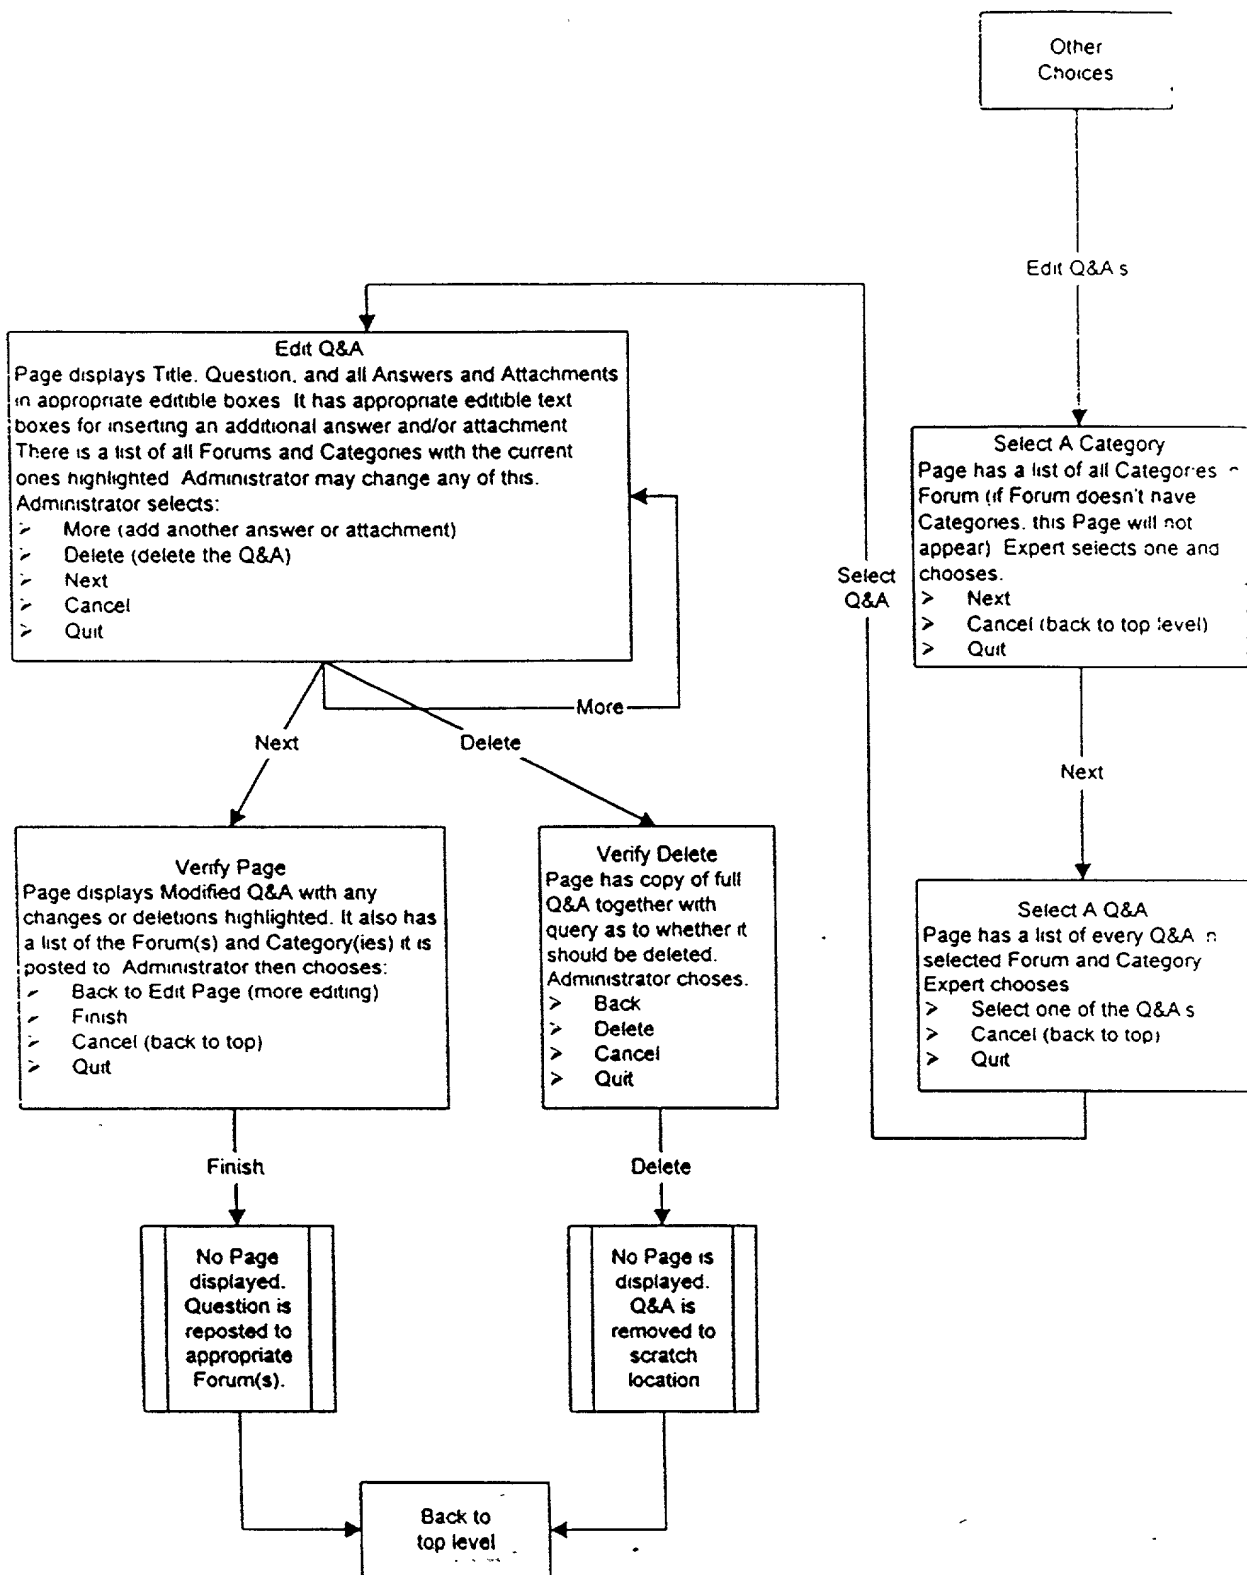 Other
Choices
Edit Q&A s
Edit Q&A
Page displays Title. Question, and all Answers and Attachments
in appropriate editible boxes It has appropriate editible text
boxes for inserting an additional answer and/or attachment
There is a list of all Forums and Categories with the current
ones highlighted Administrator may change any of this.
Administrator selects:
➢ More (add another answer or attachment)
➢ Delete (delete the Q&A)
➢ Next
➢ Cancel
➢ Quit
Select A Category
Page has a list of all Categories
Forum (if Forum doesn't have
Categories, this Page will not
appear) Expert selects one and
chooses.
➢ Next
➢ Cancel (back to top level)
➢ Quit
Select
Q&A
More
Next
Delete
Next
Verify Page
Page displays Modified Q&A with any
changes or deletions highlighted. It also has
a list of the Forum(s) and Category(ies) it is
posted to Administrator then chooses:
➢ Back to Edit Page (more editing)
➢ Finish
➢ Cancel (back to top)
➢ Quit
Verify Delete
Page has copy of full
Q&A together with
query as to whether it
should be deleted.
Administrator choses.
➢ Back
➢ Delete
➢ Cancel
➢ Quit
Select A Q&A
Page has a list of every Q&A
selected Forum and Category
Expert chooses
➢ Select one of the Q&A s
➢ Cancel (back to top)
➢ Quit
Finish
Delete
No Page
displayed.
Question is
reposted to
appropriate
Forum(s).
No Page is
displayed.
Q&A is
removed to
scratch
location
Back to
top level